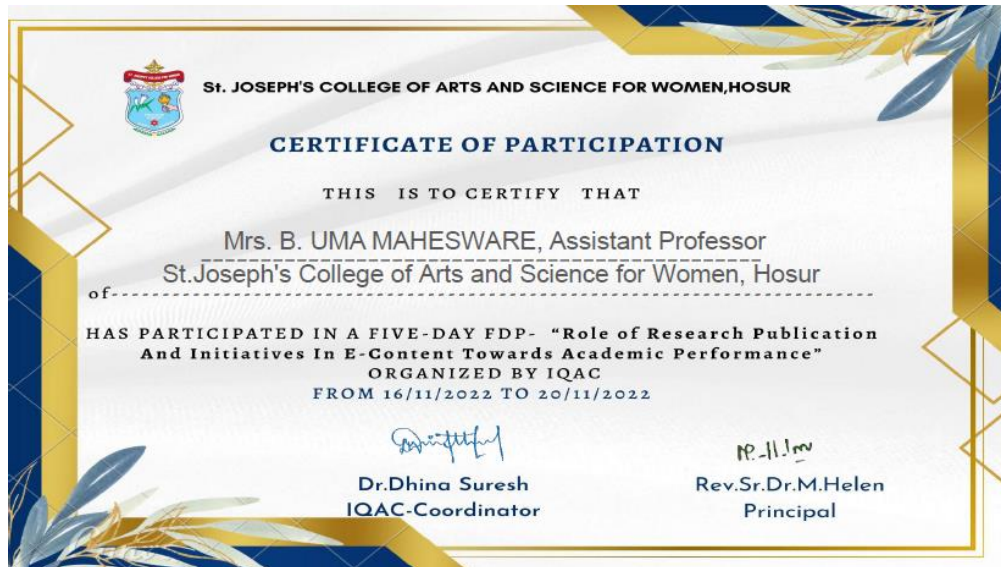 St. JOSEPH'S COLLEGE OF ARTS AND SCIENCE FOR WOMEN,HOSUR
CERTIFICATE OF PARTICIPATION
THIS IS TO CERTIFY THAT
Mrs. B. UMA MAHESWARE, Assistant Professor
St.Joseph's College of Arts and Science for Women, Hosur
of
HAS PARTICIPATED IN A FIVE-DAY FDP- "Role of Research Publication
And Initiatives In E-Content Towards Academic Performance"
ORGANIZED BY IQAC
FROM 16/11/2022 TO 20/11/2022
Dr.Dhina Suresh
Rev.Sr.Dr.M.Helen
IQAC-Coordinator
Principal